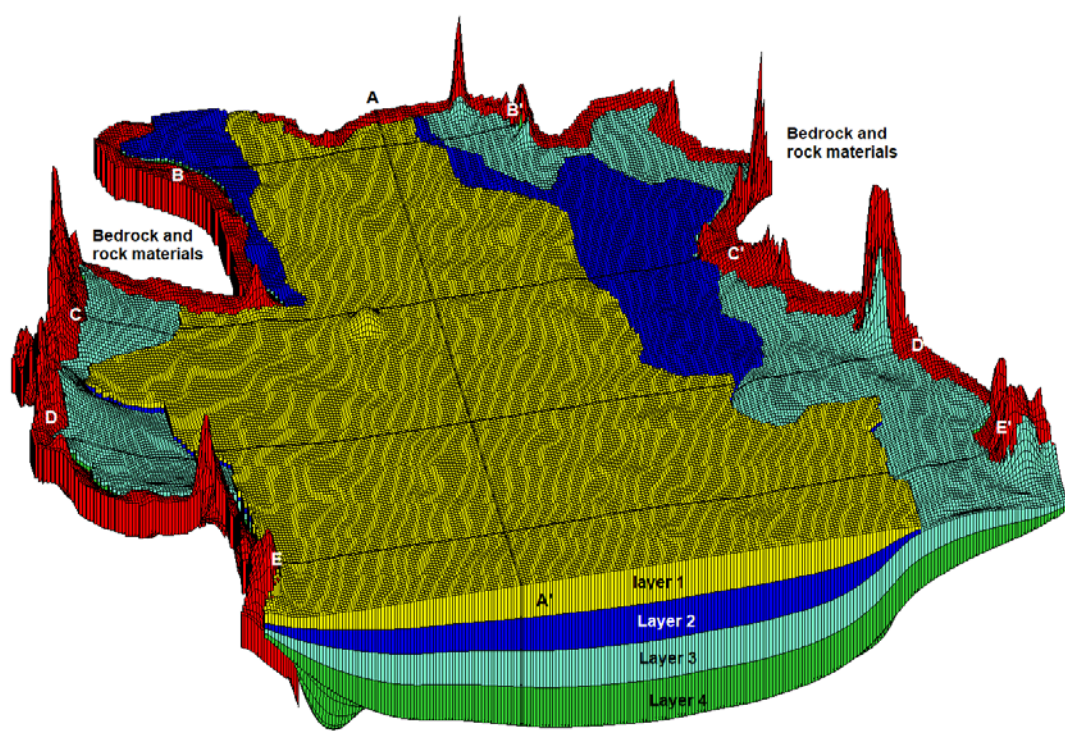 A
B'
Bedrock and
rock materials
B
Bedrock and
rock materials
C'
C
D
D
E'
E
layer 1
A'
Layer 2
Layer 3
Layer 4